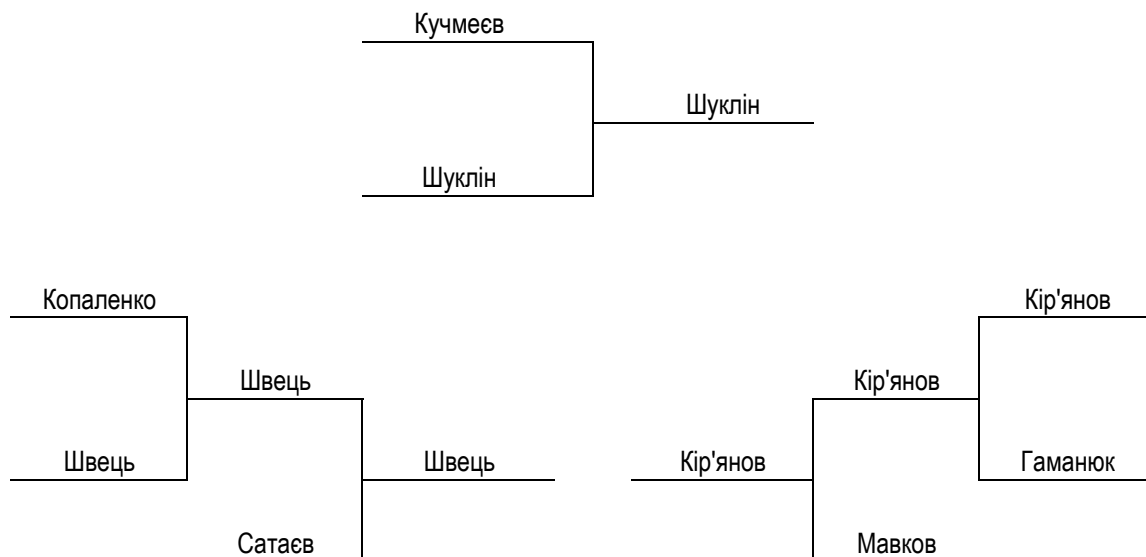 Кучмеєв
Шуклін
Шуклін
Копаленко
Кір'янов
Швець
Кір'янов
Швець
Швець
Кір'янов
Гаманюк
Сатаєв
Мавков